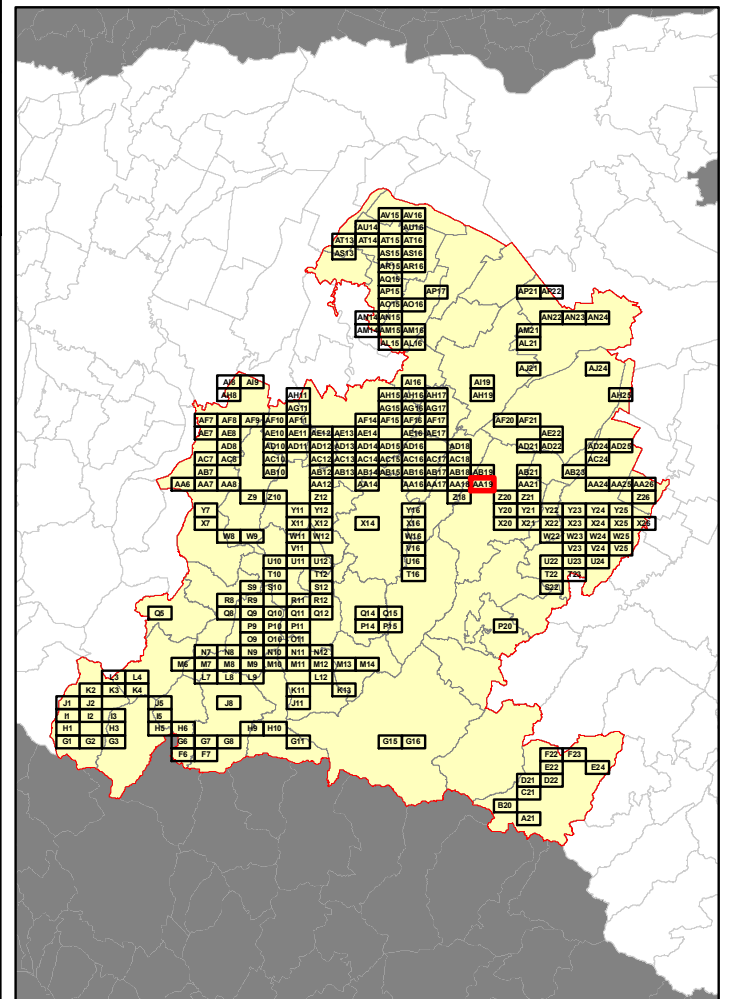 AV15 AV16
AU14 AU16
AT13 AT14 AT15 AT16
AS13 AS15 AS16
AR15 AR16
AQ15
AP15 AP17 AP21 AP22
AO15 AO16
AN14 AN15 AN22 AN23 AN24
AM14 AM15 AM16 AM21
AL15 AL16 AL21
AJ21 AJ24
AI8 AI9 AI16 AI19
AH8 AH11 AH15 AH16 AH17 AH19 AH25
AG11 AG15 AG16 AG17
AF7 AF8 AF9 AF10 AF11 AF14 AF15 AF16 AF17 AF20 AF21
AE7 AE8 AE10 AE11 AE12 AE13 AE14 AE16 AE17 AE22
AD8 AD10 AD11 AD12 AD13 AD14 AD15 AD16 AD18 AD21 AD22 AD24 AD25
AC7 AC8 AC10 AC12 AC13 AC14 AC15 AC16 AC17 AC18 AC24
AB7 AB10 AB12 AB13 AB14 AB15 AB16 AB17 AB18 AB19 AB21 AB23
AA6 AA7 AA8 AA12 AA14 AA16 AA17 AA18 AA19 AA21 AA24 AA25 AA26
Z9 Z10 Z12 Z18 Z20 Z21 Z26
Y7 Y11 Y12 Y16 Y20 Y21 Y22 Y23 Y24 Y25
X7 X11 X12 X14 X16 X20 X21 X22 X23 X24 X25 X26
W8 W9 W11 W12 W16 W22 W23 W24 W25
V11 V16 V23 V24 W25
U10 U11 U12 U16 U22 U23 U24
T10 T12 T16 T22 T23
S9 S10 S12 S22
R8 R9 R11 R12
Q5 Q8 Q9 Q10 Q11 Q12 Q14 Q15
P9 P10 P11 P14 P15 P20
O9 O10 O11
N7 N8 N9 N10 N11 N12
M6 M7 M8 M9 M10 M11 M12 M13 M14
L3 L4 L7 L8 L9 L12
K2 K3 K4 K11 K13
J1 J2 J5 J8 J11
I1 I2 I3 I5
H1 H3 H5 H6 H9 H10
G1 G2 G3 G6 G7 G8 G11 G15 G16
F6 F7 F22 F23
E22 E24
D21 D22
C21
B20
A21